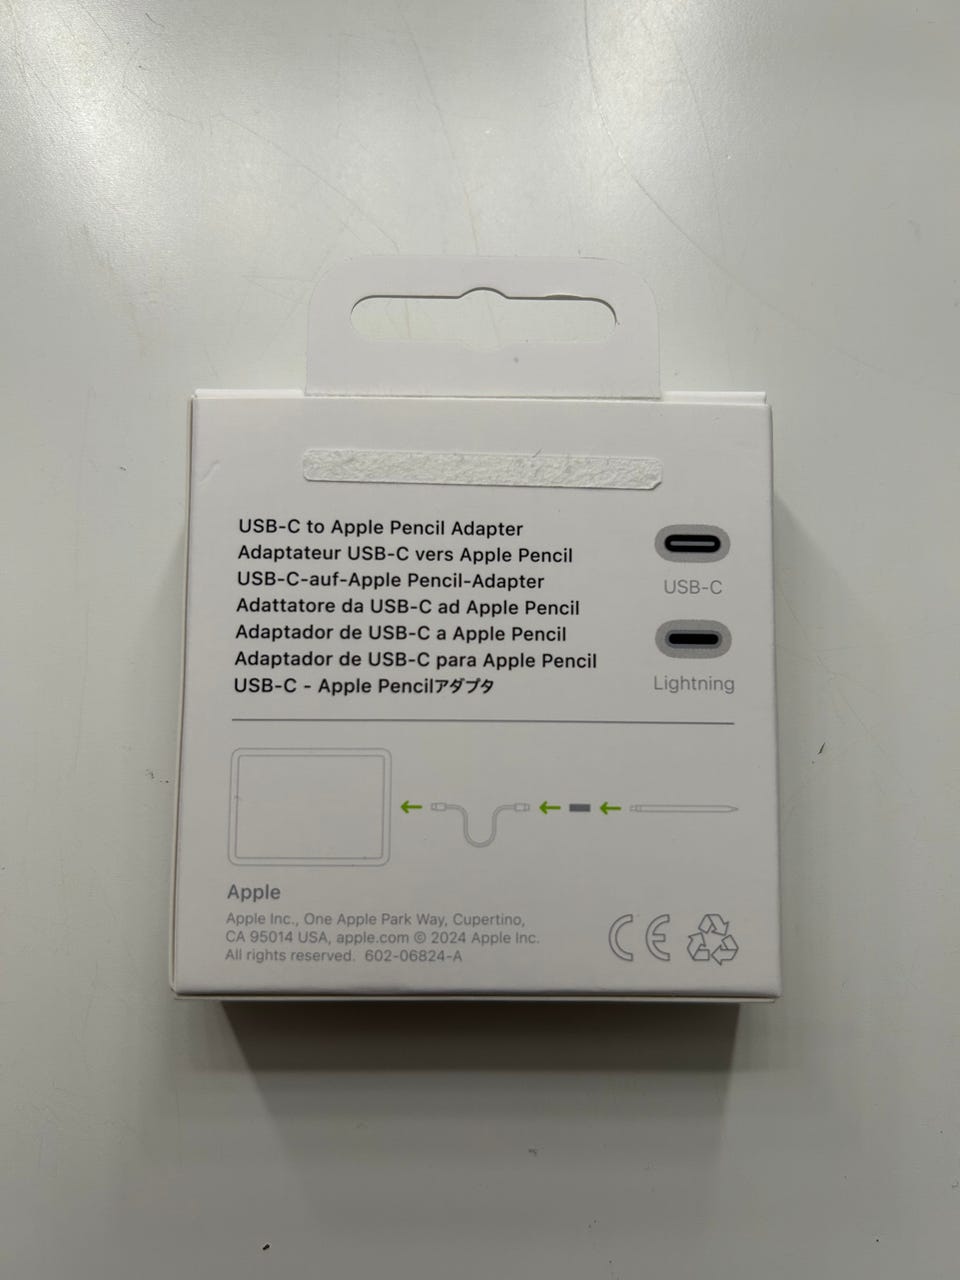 USB-C to Apple Pencil Adapter
Adaptateur USB-C vers Apple Pencil
USB-C-auf-Apple Pencil-Adapter
Adattatore da USB-C ad Apple Pencil
Adaptador de USB-C a Apple Pencil
Adaptador de USB-C para Apple Pencil
USB-C - Apple Pencilアダプタ
USB-C
Lightning
Apple
Apple Inc., One Apple Park Way, Cupertino,
CA 95014 USA, apple.com © 2024 Apple Inc.
All rights reserved. 602-06824-A
CE